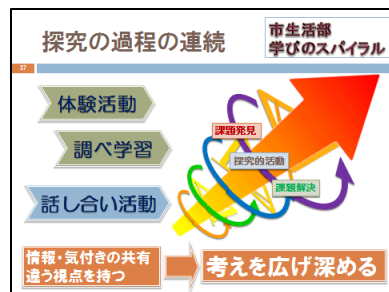 探究の過程の連続
市生活部
学びのスパイラル
37
体験活動
調べ学習
話し合い活動
課題発見
探究的活動
課題解決
情報・気付きの共有
違う視点を持つ
考えを広げ深める